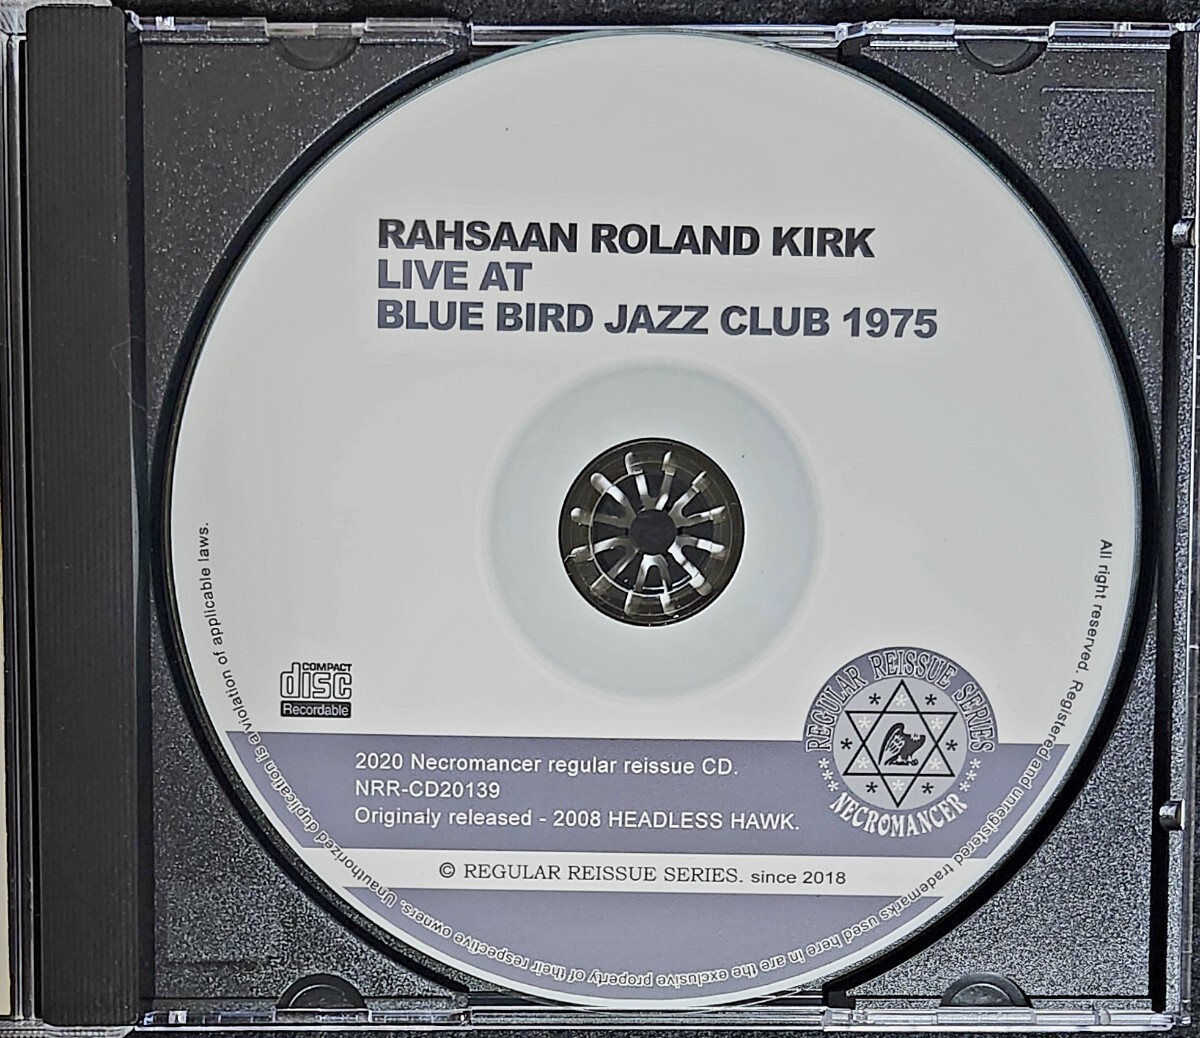 RAHSAAN ROLAND KIRK
LIVE AT
BLUE BIRD JAZZ CLUB 1975
COMPACT
disc
Recordable
REGULAR REISSUE SERIES
NECROMANCER
2020 Necromancer regular reissue CD.
NRR-CD20139
Originaly released - 2008 HEADLESS HAWK.
© REGULAR REISSUE SERIES. since 2018
All right reserved. Registered and unregistered trademarks used here in are the exclusive property of their respective owners. Unauthorized duplication is a violation of applicable laws.